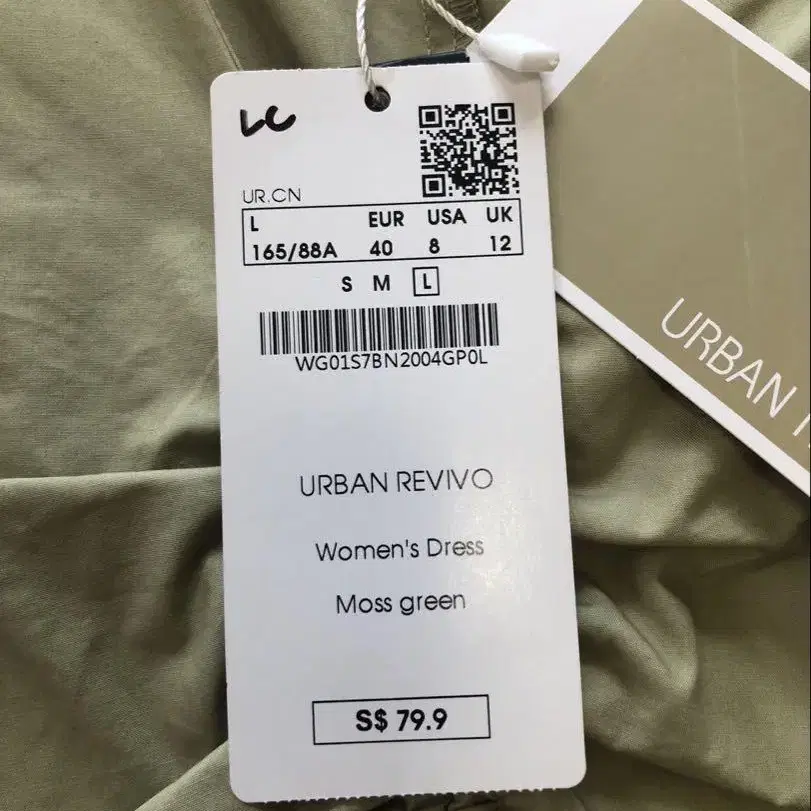 LC
UR.CN
L EUR USA UK
165/88A 40 8 12
S M L
WG01S7BN2004GP0L
URBAN REVIVO
Women's Dress
Moss green
S$ 79.9
URBAN